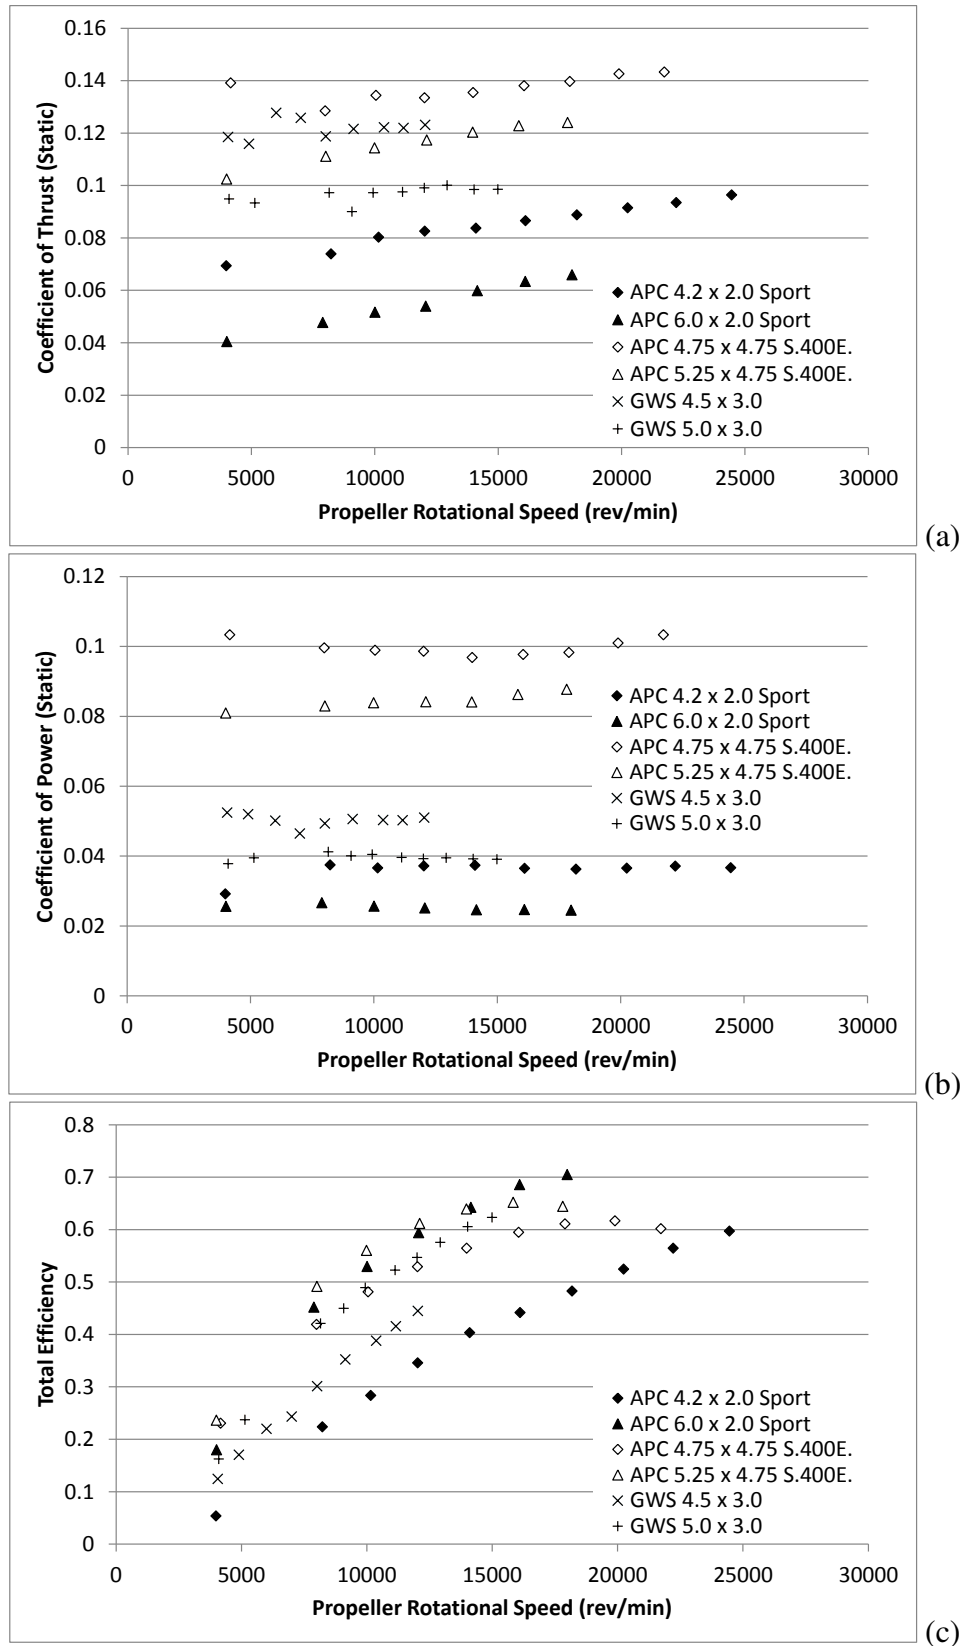 0.16
0.14
0.12
0.1
0.08
0.06
0.04
0.02
0
Coefficient of Thrust (Static)
APC 4.2 x 2.0 Sport
APC 6.0 x 2.0 Sport
APC 4.75 x 4.75 S.400E.
APC 5.25 x 4.75 S.400E.
GWS 4.5 x 3.0
GWS 5.0 x 3.0
0 5000 10000 15000 20000 25000 30000
Propeller Rotational Speed (rev/min)
(a)
0.12
0.1
0.08
0.06
0.04
0.02
0
Coefficient of Power (Static)
APC 4.2 x 2.0 Sport
APC 6.0 x 2.0 Sport
APC 4.75 x 4.75 S.400E.
APC 5.25 x 4.75 S.400E.
GWS 4.5 x 3.0
GWS 5.0 x 3.0
0 5000 10000 15000 20000 25000 30000
Propeller Rotational Speed (rev/min)
(b)
0.8
0.7
0.6
0.5
0.4
0.3
0.2
0.1
0
Total Efficiency
APC 4.2 x 2.0 Sport
APC 6.0 x 2.0 Sport
APC 4.75 x 4.75 S.400E.
APC 5.25 x 4.75 S.400E.
GWS 4.5 x 3.0
GWS 5.0 x 3.0
0 5000 10000 15000 20000 25000 30000
Propeller Rotational Speed (rev/min)
(c)